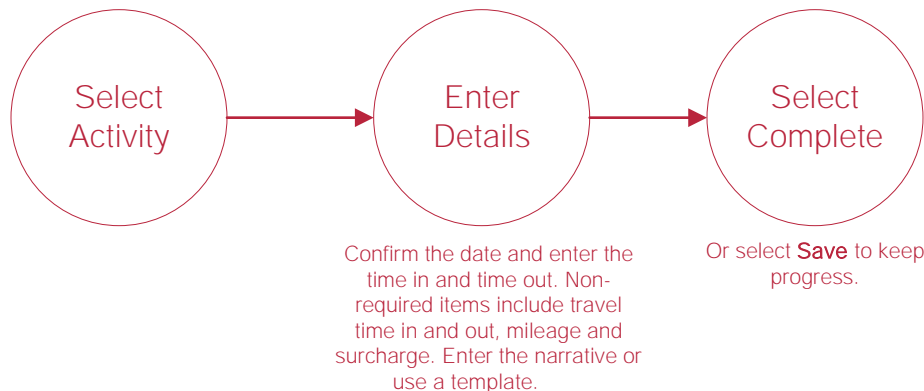 Select
Activity
Enter
Details
Select
Complete
Confirm the date and enter the
time in and time out. Non-
required items include travel
time in and out, mileage and
surcharge. Enter the narrative or
use a template.
Or select Save to keep
progress.